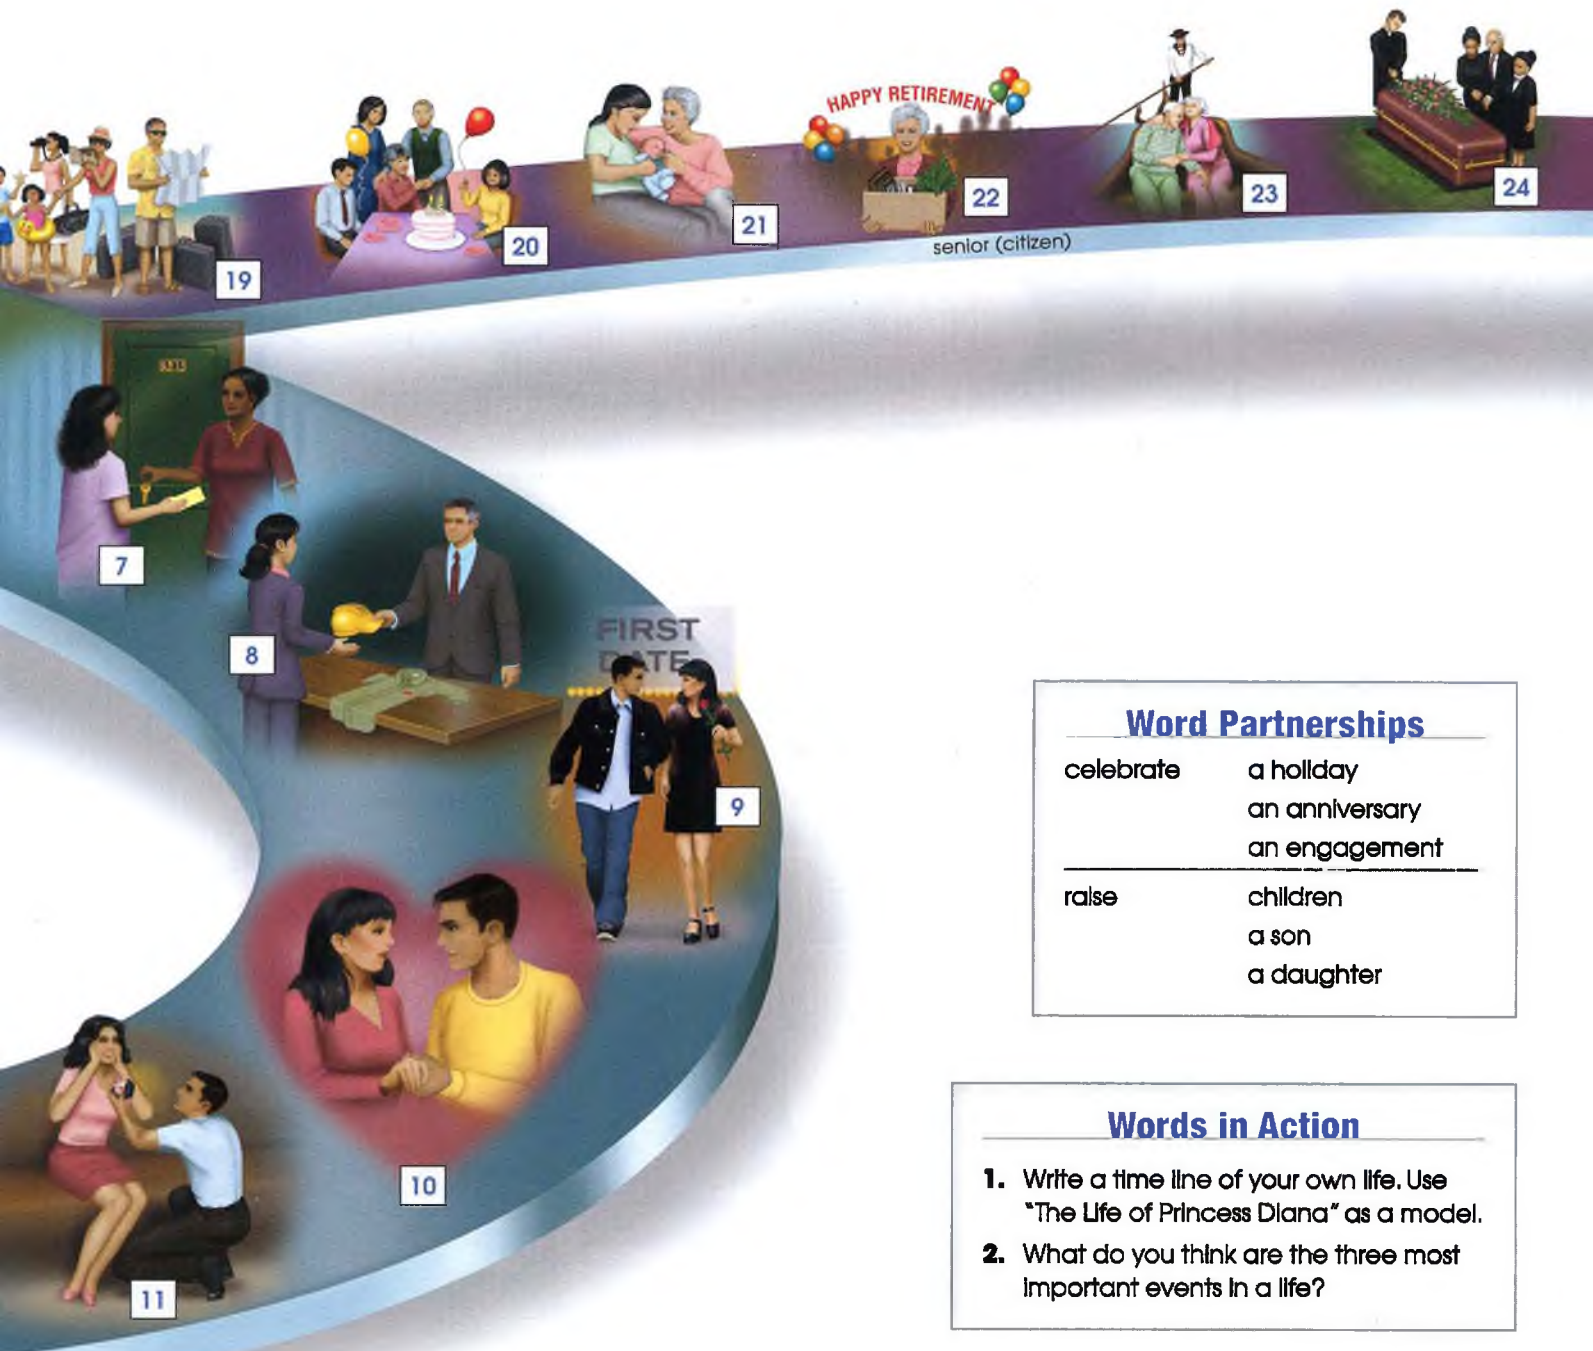 HAPPY RETIREMENT
19
20
21
22
23
24
senior (citizen)
7
8
FIRST
DATE
9
10
11
Word Partnerships
celebrate a holiday
an anniversary
an engagement
raise children
a son
a daughter
Words in Action
1. Write a time line of your own life. Use
"The Life of Princess Diana" as a model.
2. What do you think are the three most
important events in a life?